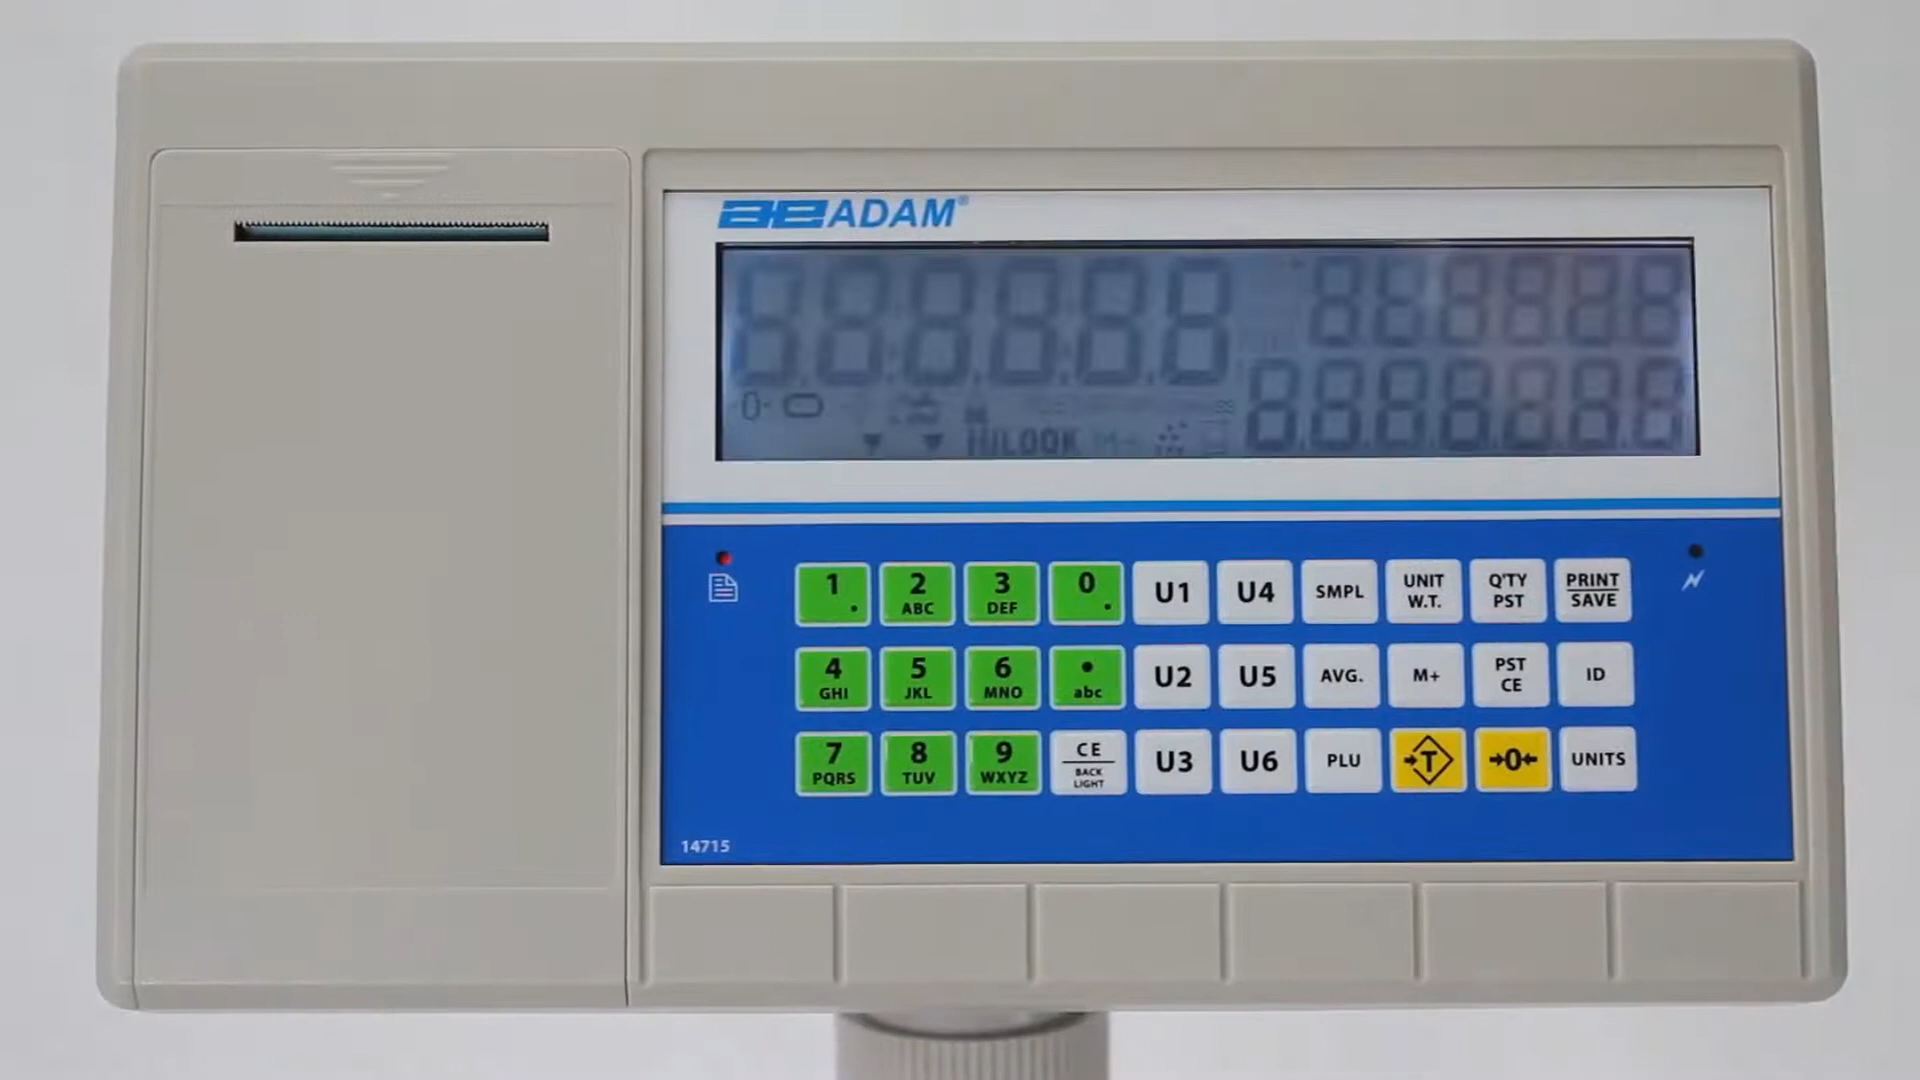 ae ADAM®
HILOOK M+
1 2 3 0 U1 U4 SMPL UNIT W.T. Q'TY PST PRINT SAVE
. ABC DEF .
4 5 6 • U2 U5 AVG. M+ PST CE ID
GHI JKL MNO abc
7 8 9 CE U3 U6 PLU →T →0← UNITS
PQRS TUV WXYZ BACK LIGHT
14715